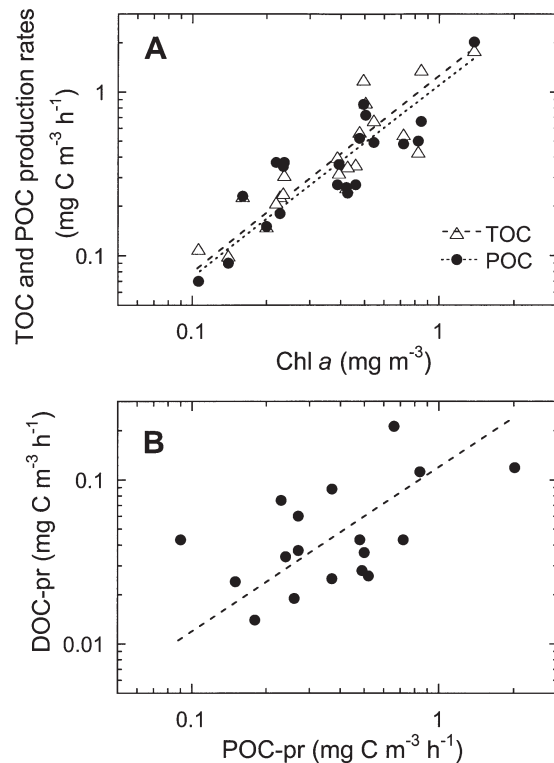 A
TOC and POC production rates
(mg C m⁻³ h⁻¹)
1
0.1
TOC
POC
0.1
1
Chl a (mg m⁻³)
B
DOC-pr (mg C m⁻³ h⁻¹)
0.1
0.01
0.1
1
POC-pr (mg C m⁻³ h⁻¹)